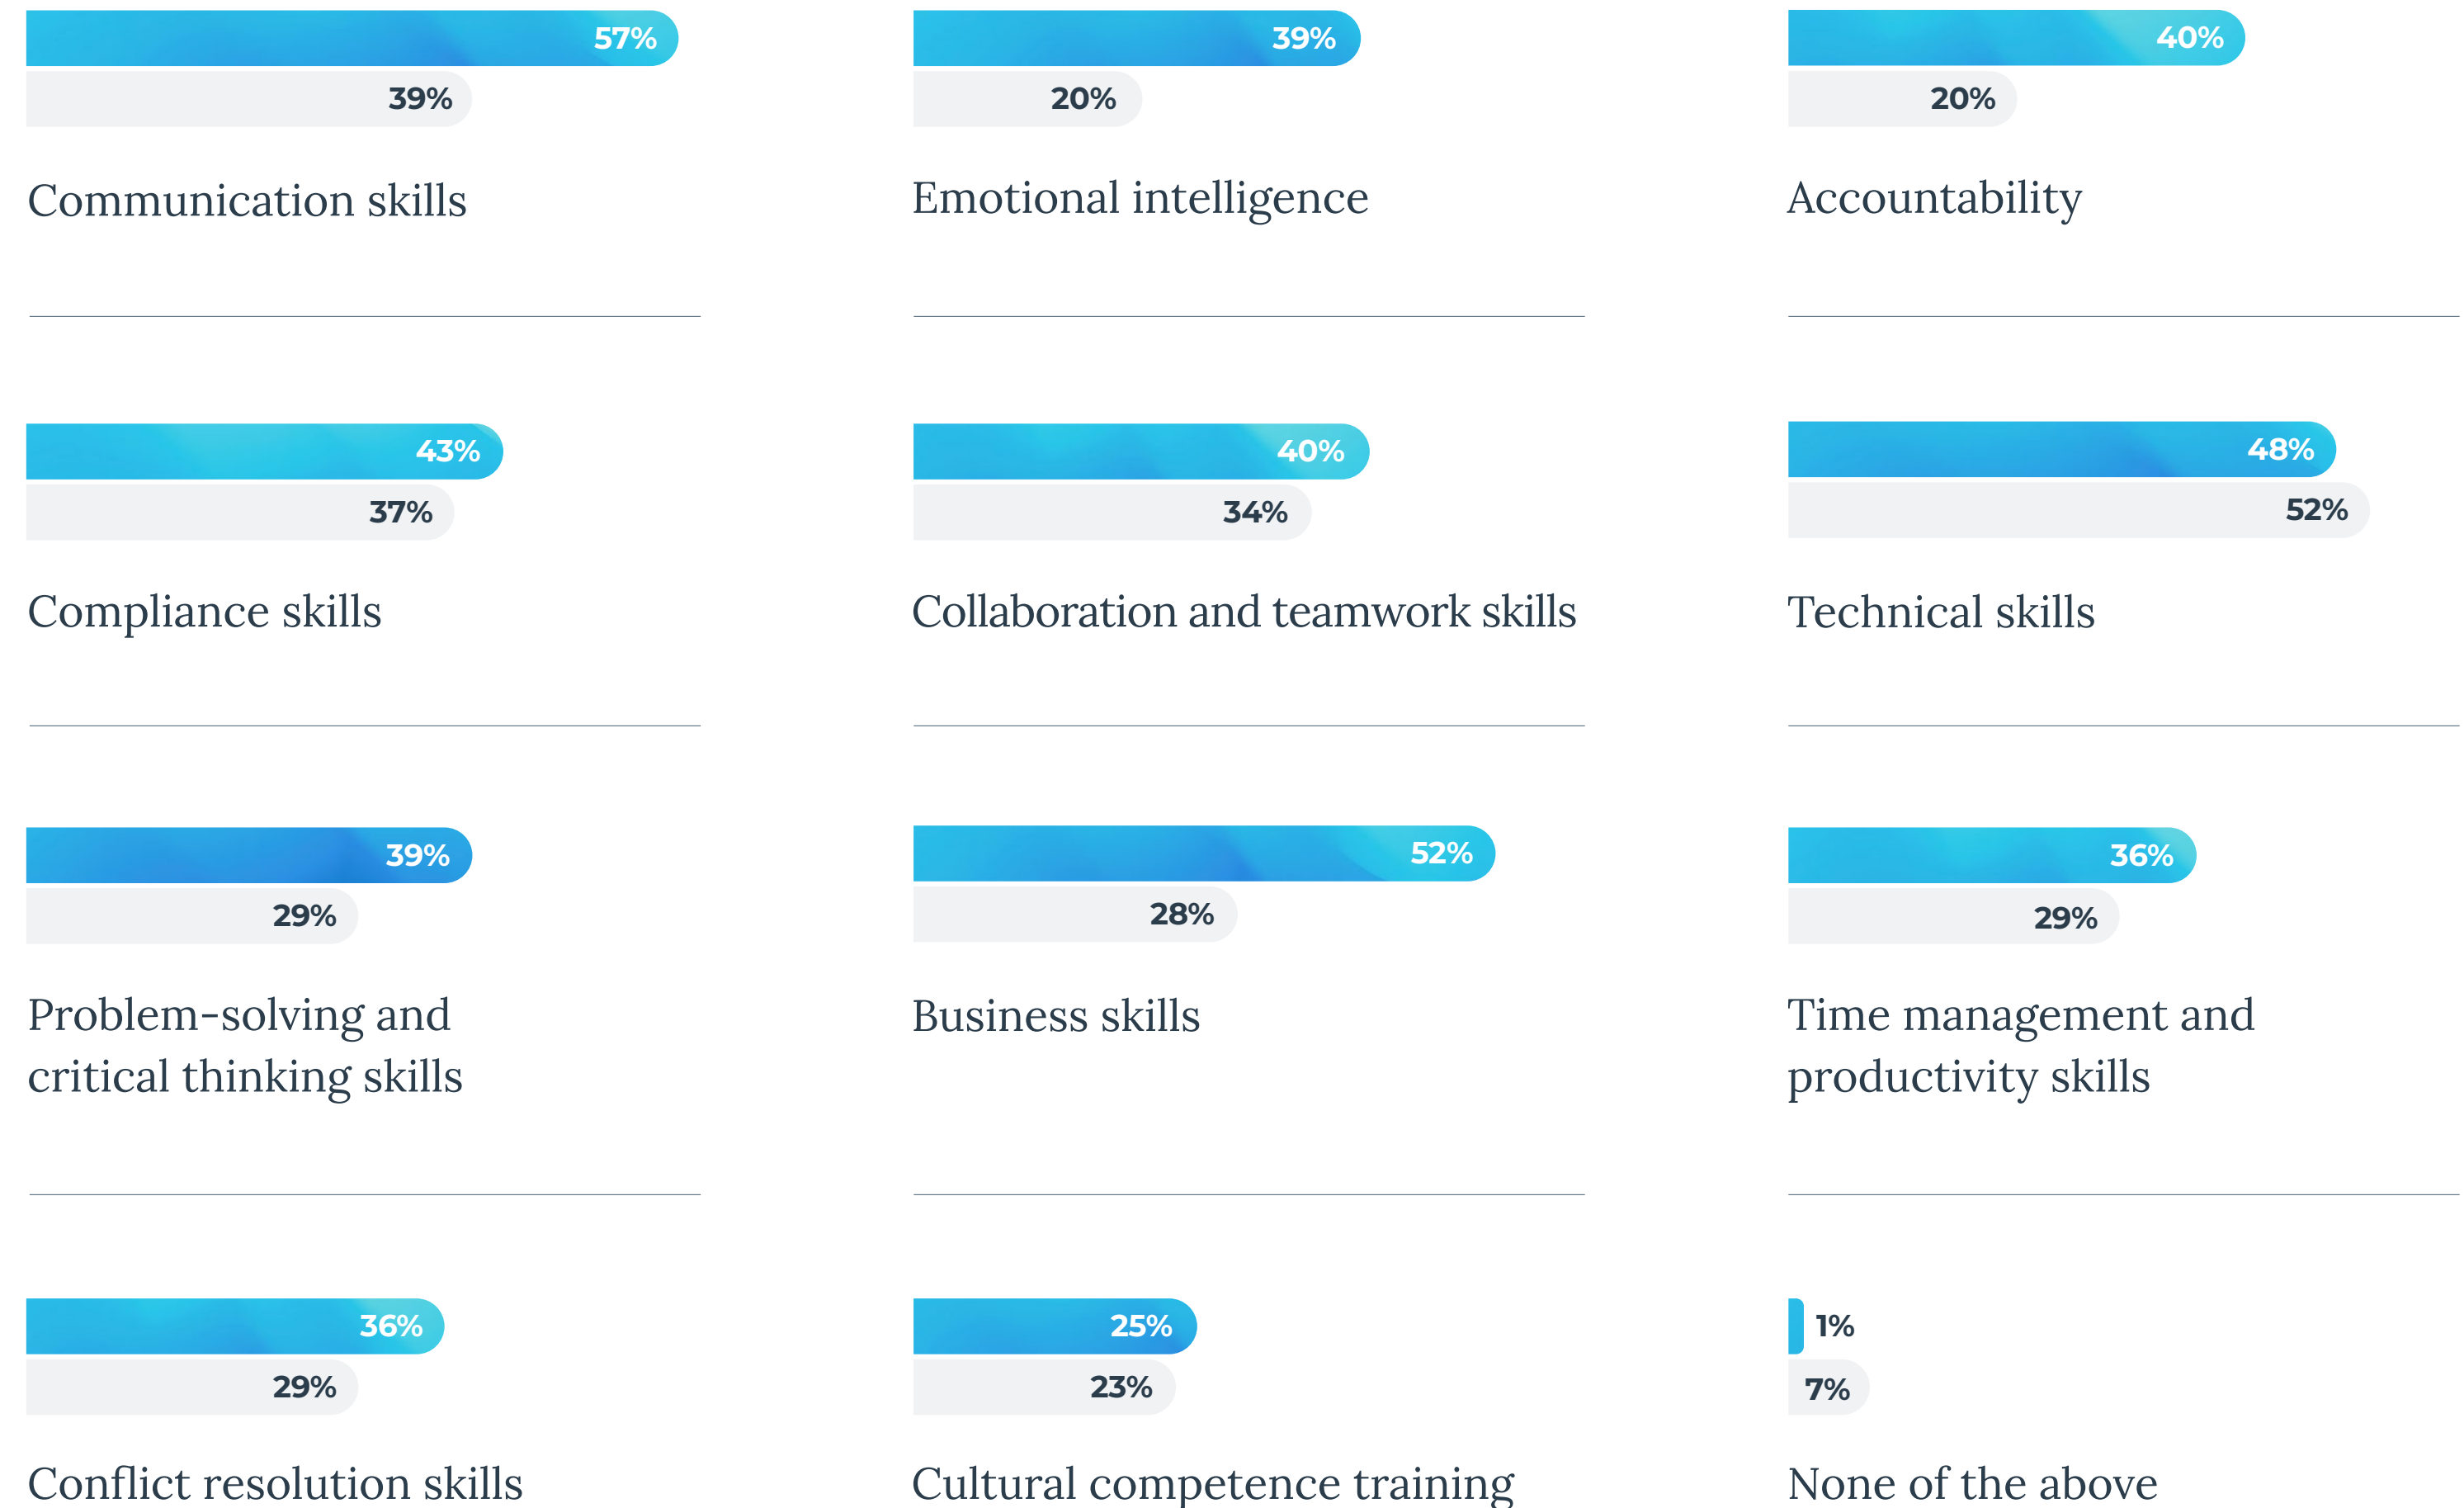 57%
39%
Communication skills
39%
20%
Emotional intelligence
40%
20%
Accountability
43%
37%
Compliance skills
40%
34%
Collaboration and teamwork skills
48%
52%
Technical skills
39%
29%
Problem-solving and
critical thinking skills
52%
28%
Business skills
36%
29%
Time management and
productivity skills
36%
29%
Conflict resolution skills
25%
23%
Cultural competence training
1%
7%
None of the above